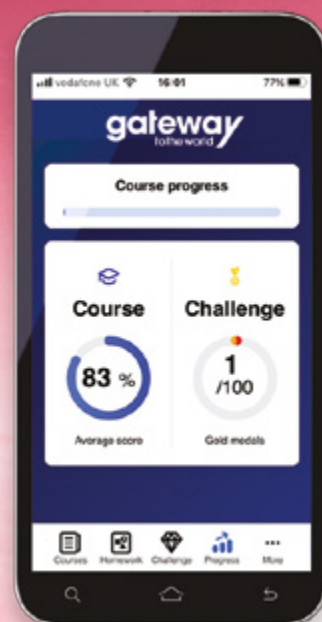 vodafone UK 16:01 77%
gateway
to the world
Course progress
Course
Challenge
83 %
1
/100
Average score
Gold medals
Courses Homework Challenge Progress More